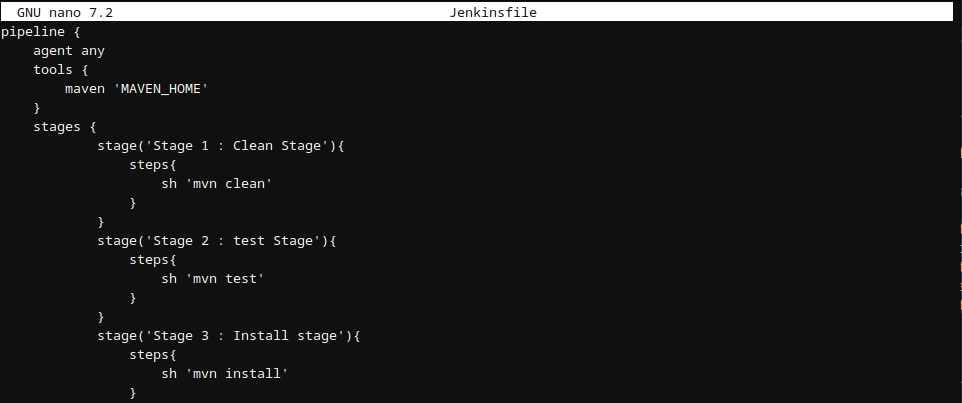 GNU nano 7.2 Jenkinsfile
pipeline {
    agent any
    tools {
        maven 'MAVEN_HOME'
    }
    stages {
            stage('Stage 1 : Clean Stage'){
                steps{
                    sh 'mvn clean'
                }
            }
            stage('Stage 2 : test Stage'){
                steps{
                    sh 'mvn test'
                }
            }
            stage('Stage 3 : Install stage'){
                steps{
                    sh 'mvn install'
                }